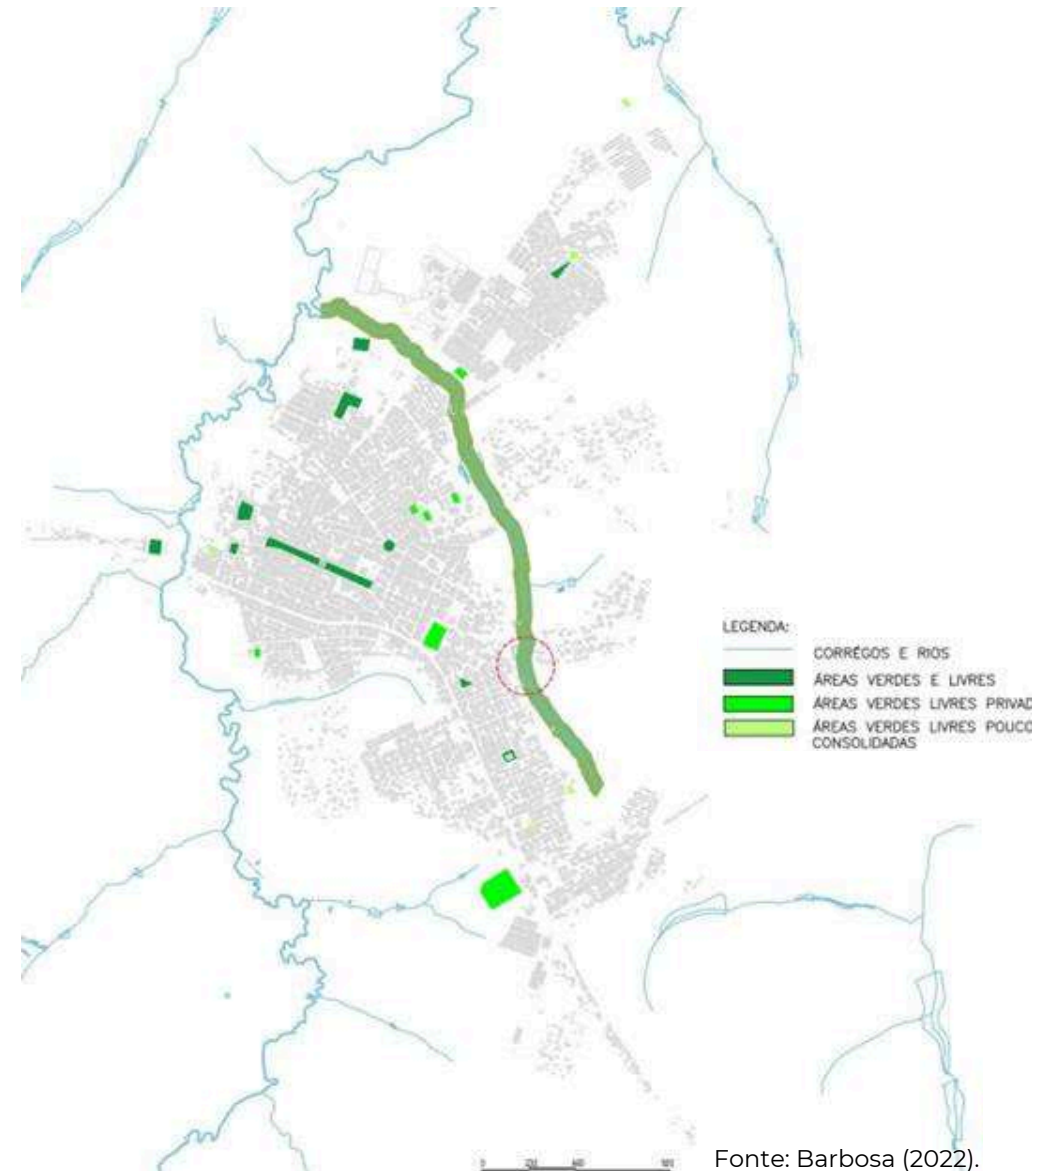 LEGENDA:
CORRÉGOS E RIOS
ÁREAS VERDES E LIVRES
ÁREAS VERDES LIVRES PRIVAD
ÁREAS VERDES LIVRES POUCO
CONSOLIDADAS
Fonte: Barbosa (2022).